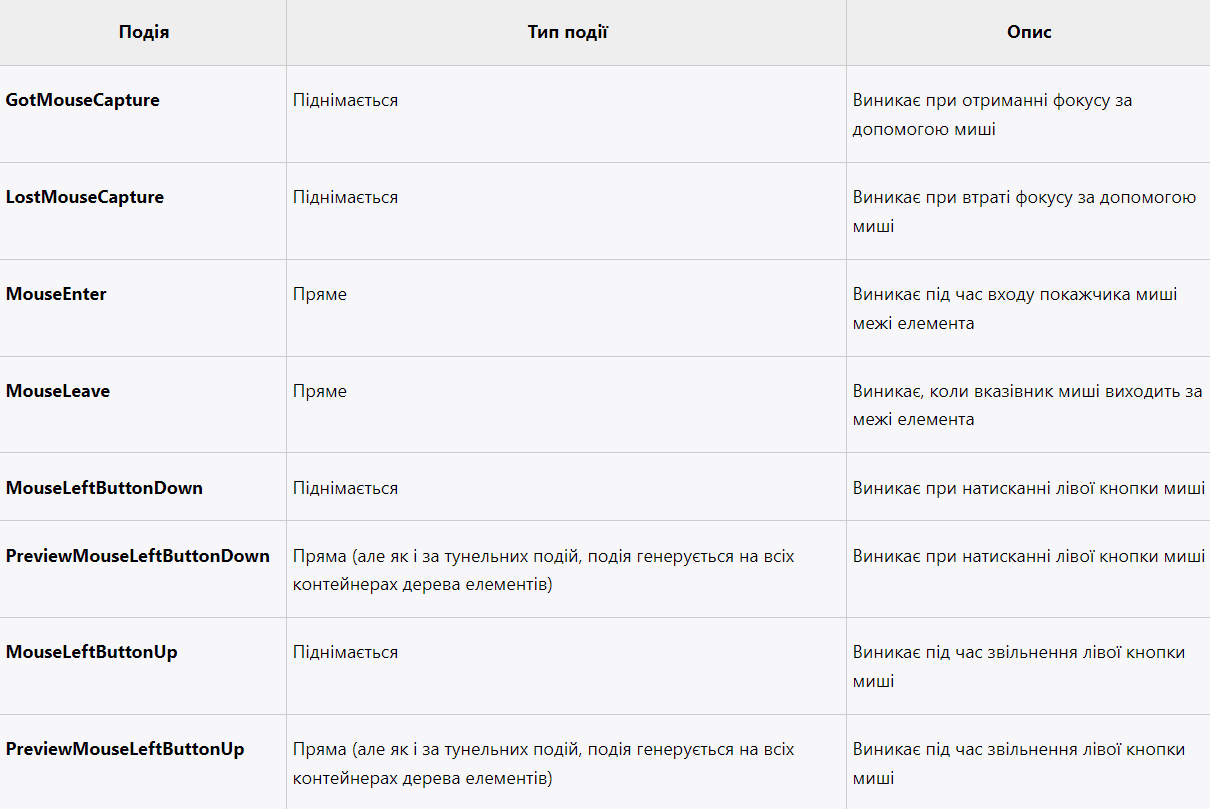 Подія Тип події Опис
GotMouseCapture Піднімається Виникає при отриманні фокусу за
допомогою миші
LostMouseCapture Піднімається Виникає при втраті фокусу за допомогою
миші
MouseEnter Пряме Виникає під час входу покажчика миші
межі елемента
MouseLeave Пряме Виникає, коли вказівник миші виходить за
межі елемента
MouseLeftButtonDown Піднімається Виникає при натисканні лівої кнопки миші
PreviewMouseLeftButtonDown Пряма (але як і за тунельних подій, подія генерується на всіх Виникає при натисканні лівої кнопки миші
контейнерах дерева елементів)
MouseLeftButtonUp Піднімається Виникає під час звільнення лівої кнопки
миші
PreviewMouseLeftButtonUp Пряма (але як і за тунельних подій, подія генерується на всіх Виникає під час звільнення лівої кнопки
контейнерах дерева елементів) миші